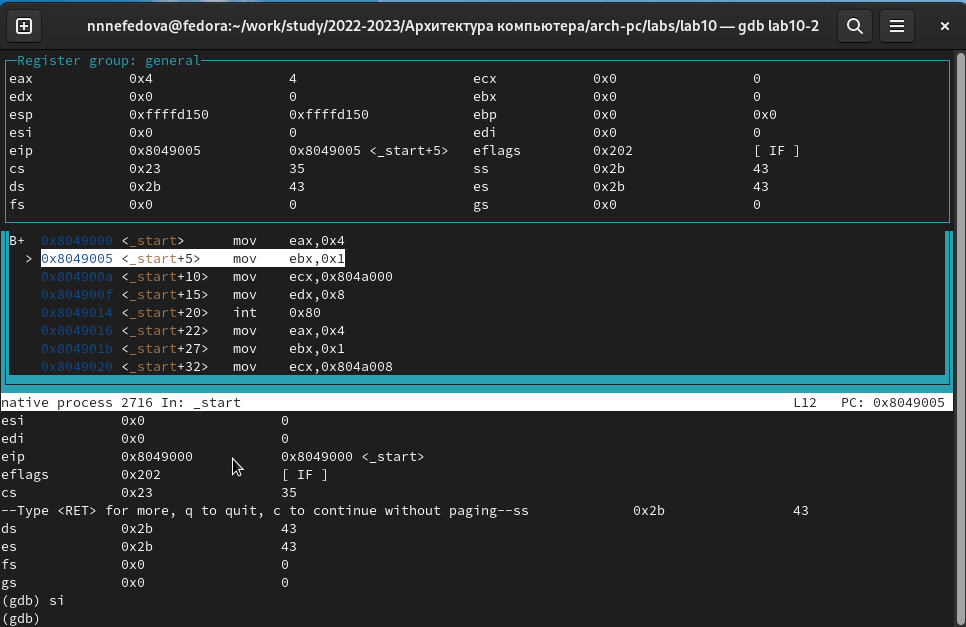 nnnefedova@fedora:~/work/study/2022-2023/Архитектура компьютера/arch-pc/labs/lab10 — gdb lab10-2
Register group: general
eax 0x4 4 ecx 0x0 0
edx 0x0 0 ebx 0x0 0
esp 0xffffd150 0xffffd150 ebp 0x0 0x0
esi 0x0 0 edi 0x0 0
eip 0x8049005 0x8049005 <_start+5> eflags 0x202 [ IF ]
cs 0x23 35 ss 0x2b 43
ds 0x2b 43 es 0x2b 43
fs 0x0 0 gs 0x0 0
B+ 0x8049000 <_start> mov eax,0x4
> 0x8049005 <_start+5> mov ebx,0x1
0x804900a <_start+10> mov ecx,0x804a000
0x804900f <_start+15> mov edx,0x8
0x8049014 <_start+20> int 0x80
0x8049016 <_start+22> mov eax,0x4
0x804901b <_start+27> mov ebx,0x1
0x8049020 <_start+32> mov ecx,0x804a008
native process 2716 In: _start L12 PC: 0x8049005
esi 0x0 0
edi 0x0 0
eip 0x8049000 0x8049000 <_start>
eflags 0x202 [ IF ]
cs 0x23 35
--Type <RET> for more, q to quit, c to continue without paging--ss 0x2b 43
ds 0x2b 43
es 0x2b 43
fs 0x0 0
gs 0x0 0
(gdb) si
(gdb)